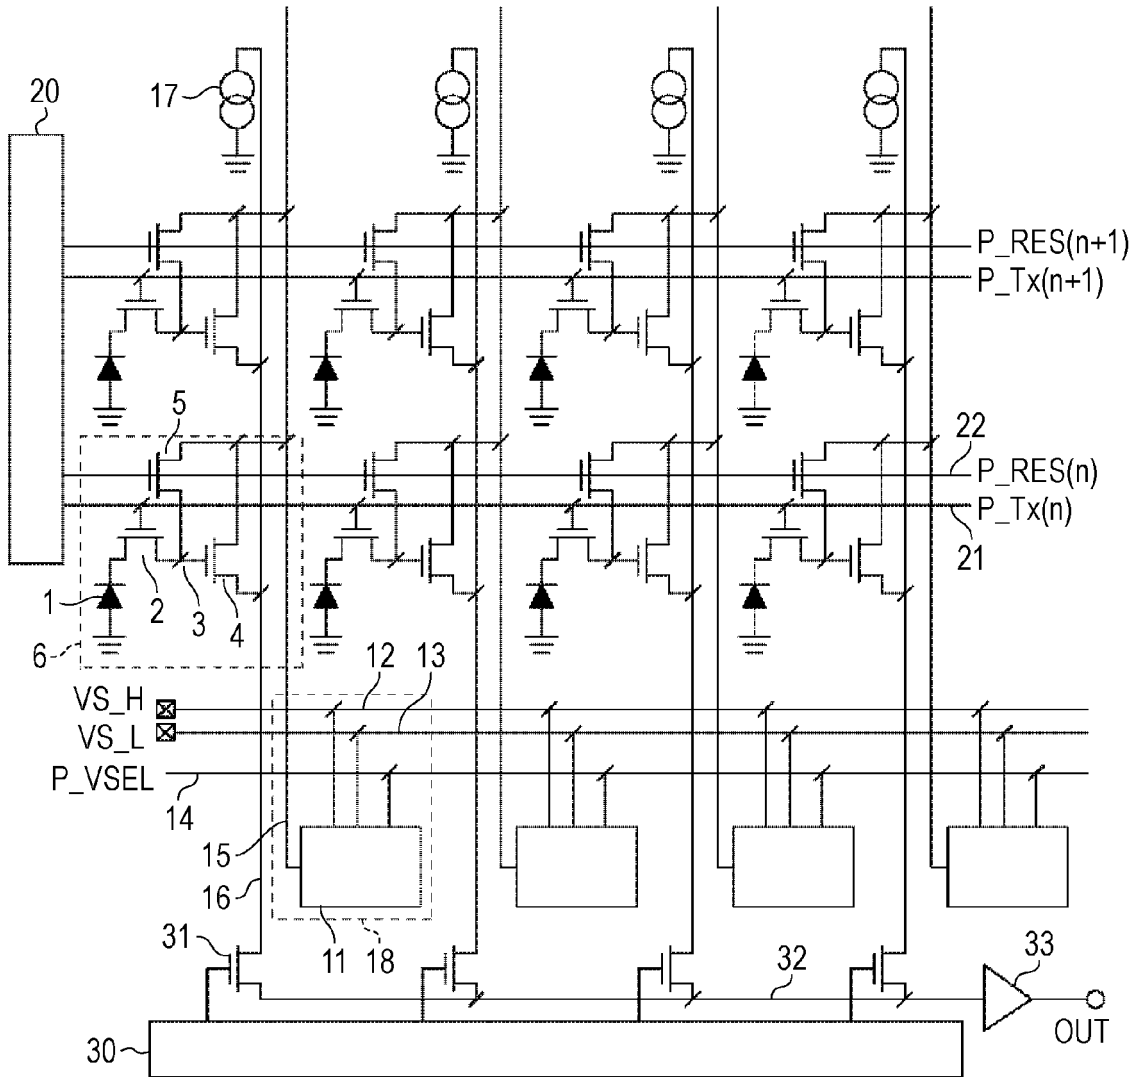 20
17
P_RES(n+1)
P_Tx(n+1)
5
22
P_RES(n)
P_Tx(n)
21
1
2
3
4
6
VS_H
12
13
VS_L
P_VSEL
14
15
16
31
11
18
32
33
OUT
30